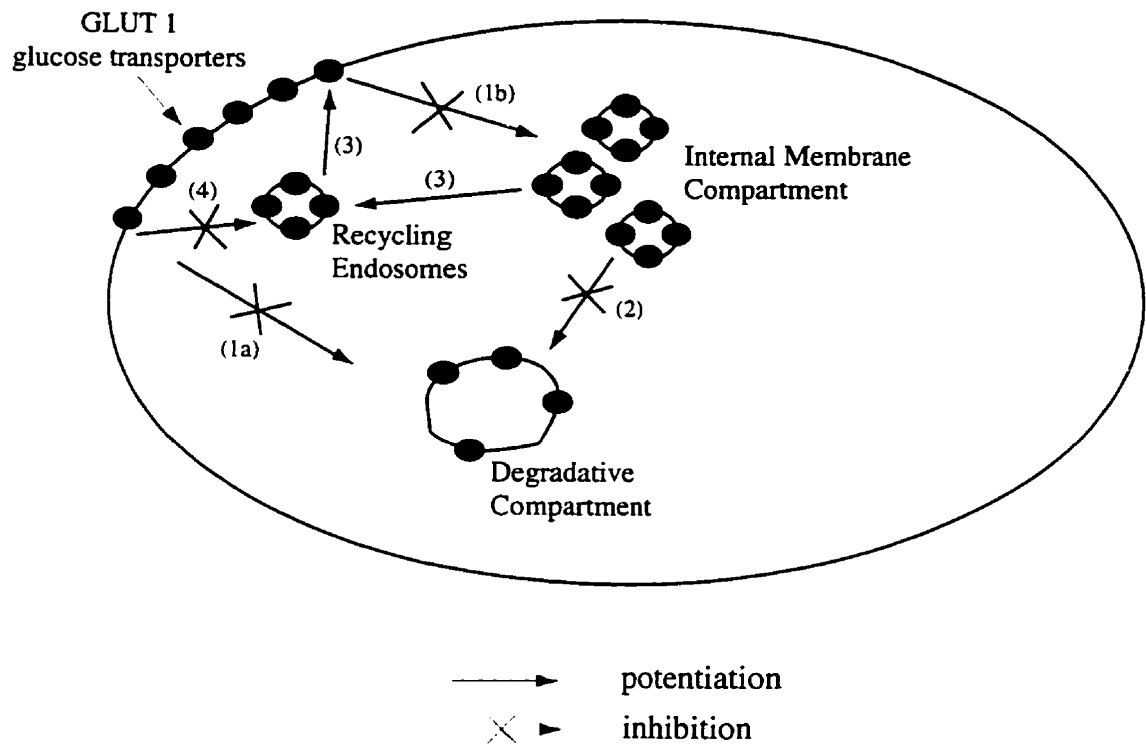 GLUT 1
glucose transporters
(1b)
(3)
Internal Membrane
Compartment
(3)
(4)
Recycling
Endosomes
(2)
(1a)
Degradative
Compartment
potentiation
inhibition